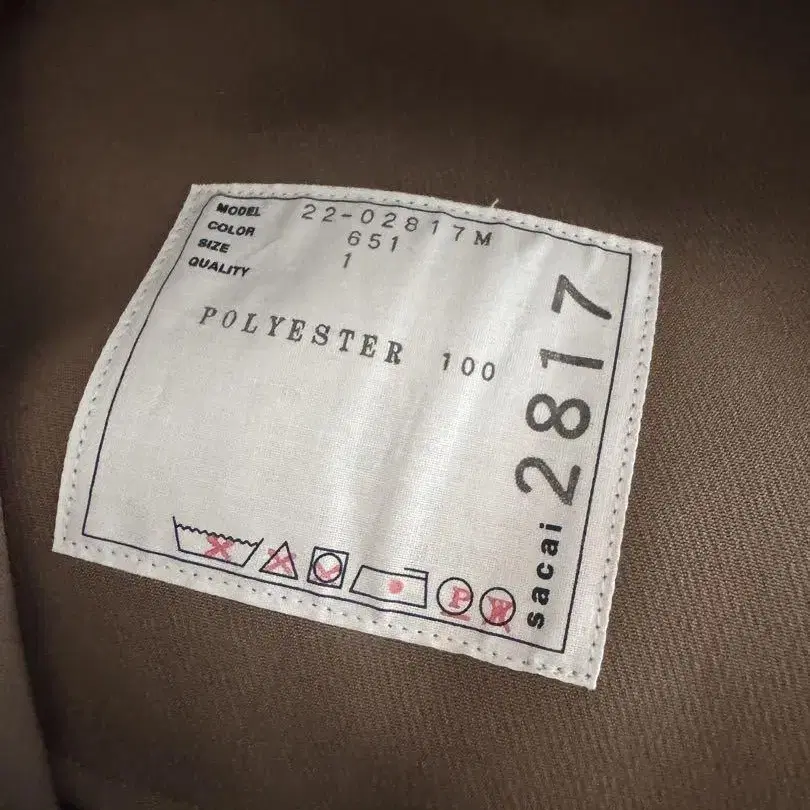 MODEL 22-02817M
COLOR 651
SIZE 1
QUALITY
POLYESTER 100
sacai 2817
P W